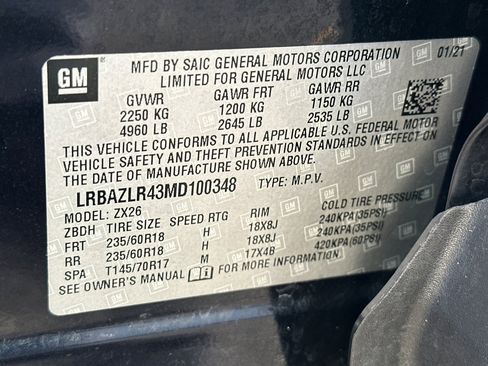 GM
MFD BY SAIC GENERAL MOTORS CORPORATION 01/21
LIMITED FOR GENERAL MOTORS LLC
GVWR GAWR FRT GAWR RR
2250 KG 1200 KG 1150 KG
4960 LB 2645 LB 2535 LB
THIS VEHICLE CONFORMS TO ALL APPLICABLE U.S. FEDERAL MOTOR
VEHICLE SAFETY AND THEFT PREVENTION STANDARDS IN EFFECT ON
THE DATE OF MANUFACTURE SHOWN ABOVE.
LRBAZLR43MD100348 TYPE: M.P.V.
MODEL: ZX26
ZBDH TIRE SIZE SPEED RTG RIM COLD TIRE PRESSURE
FRT 235/60R18 H 18X8J 240KPA(35PSI)
RR 235/60R18 H 18X8J 240KPA(35PSI)
SPA T145/70R17 M 17X4B 420KPA(60PSI)
SEE OWNER'S MANUAL